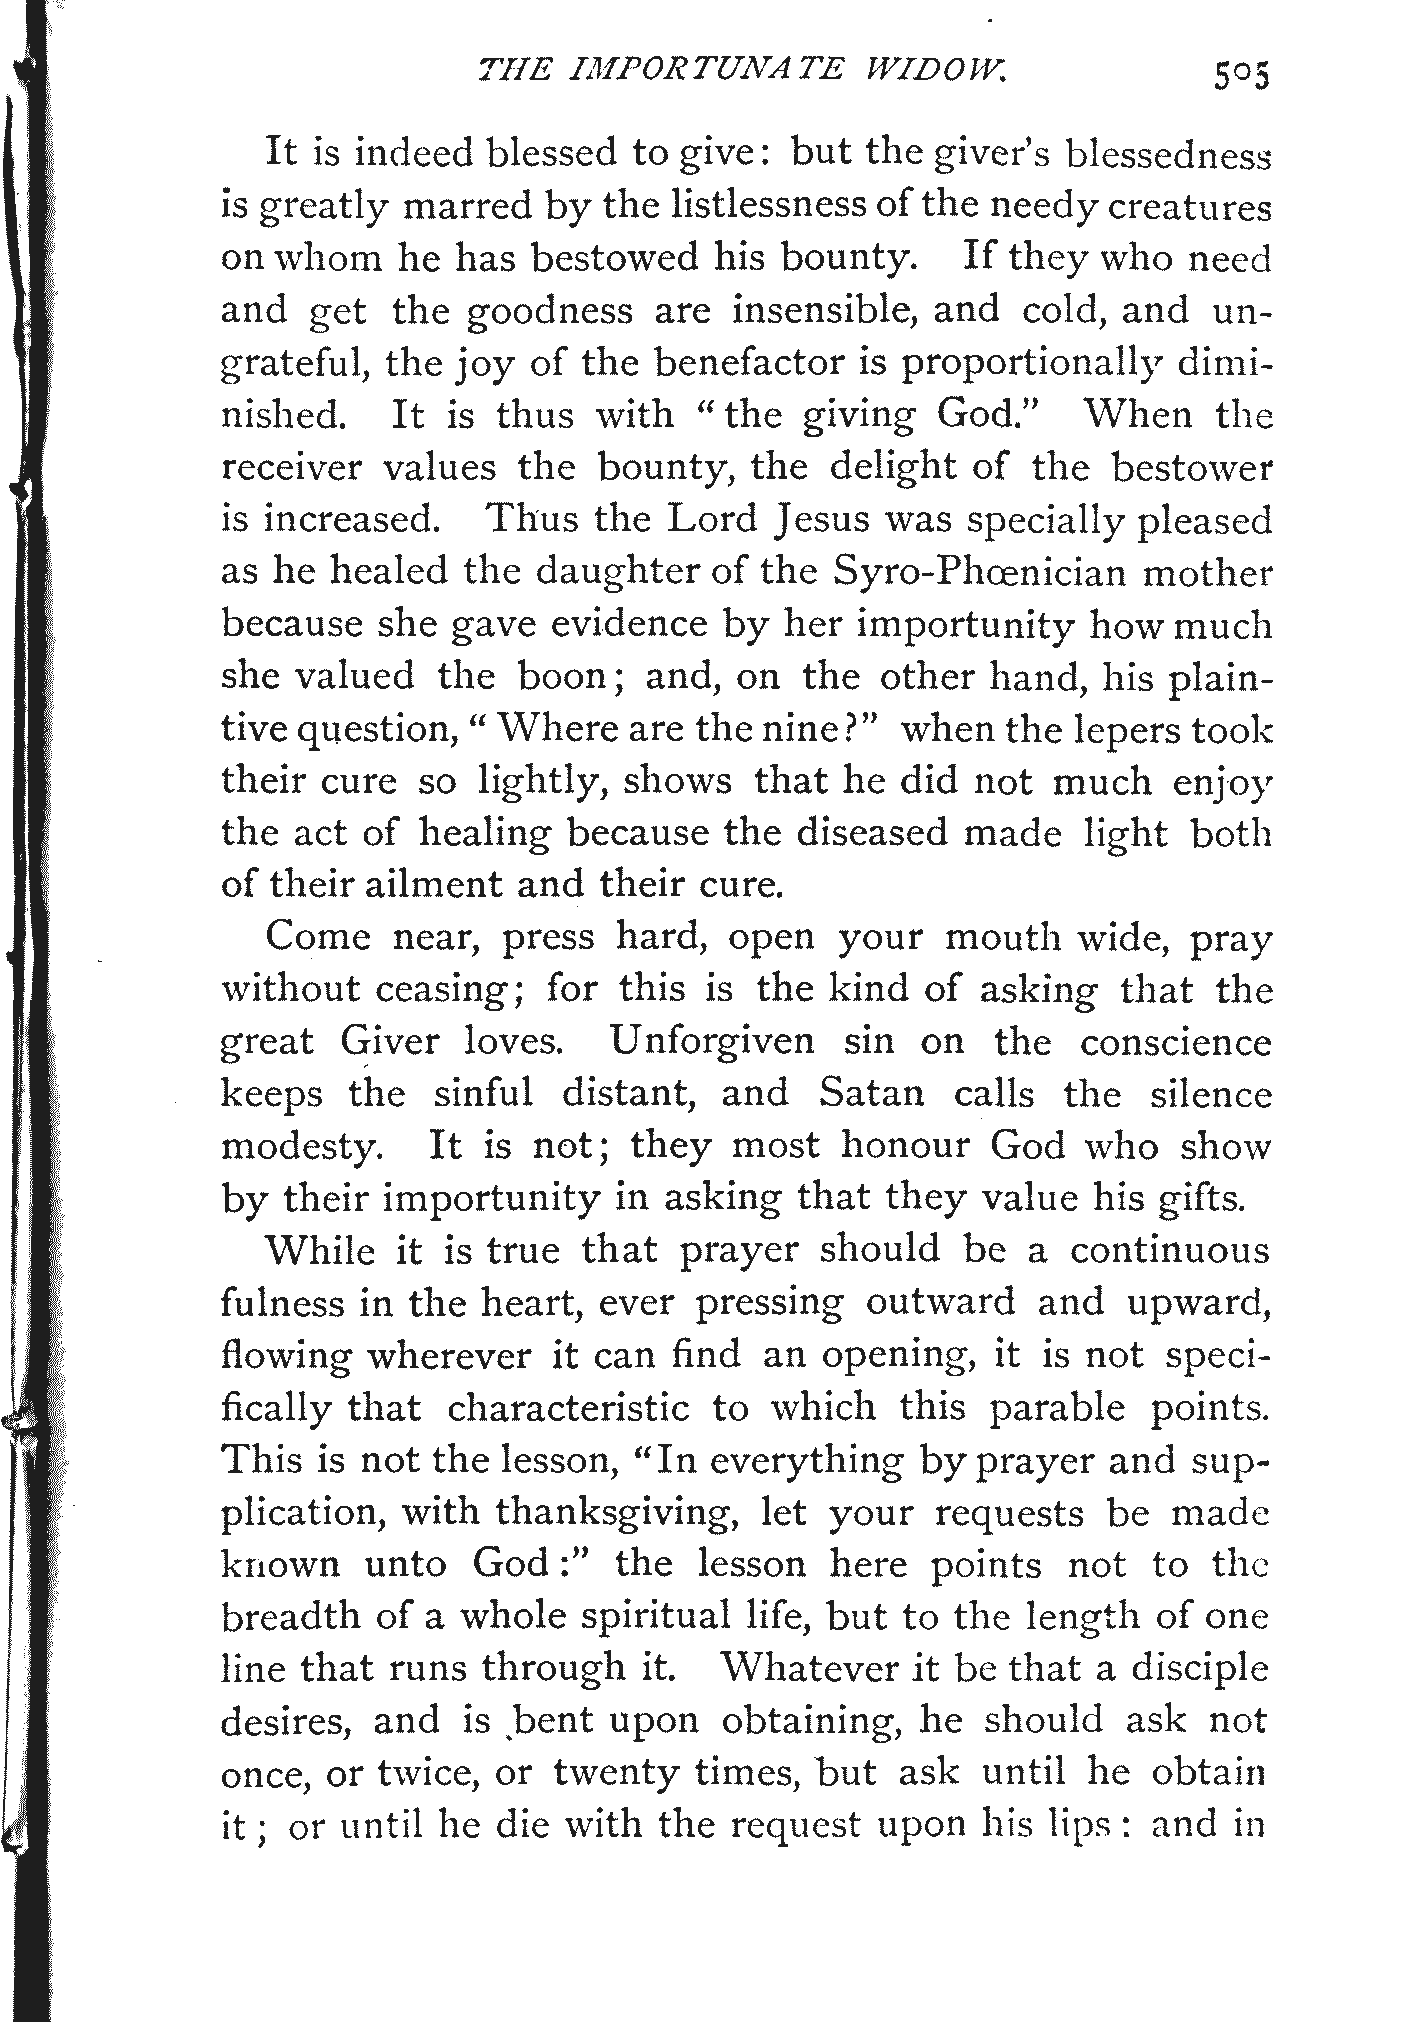 THE IMPORTUNATE WIDOW. 505
It is indeed blessed to give: but the giver's blessedness
is greatly marred by the listlessness of the needy creatures
on whom he has bestowed his bounty. If they who need
and get the goodness are insensible, and cold, and un-
grateful, the joy of the benefactor is proportionally dimi-
nished. It is thus with “the giving God.” When the
receiver values the bounty, the delight of the bestower
is increased. Thus the Lord Jesus was specially pleased
as he healed the daughter of the Syro-Phœnician mother
because she gave evidence by her importunity how much
she valued the boon; and, on the other hand, his plain-
tive question, “Where are the nine?” when the lepers took
their cure so lightly, shows that he did not much enjoy
the act of healing because the diseased made light both
of their ailment and their cure.
Come near, press hard, open your mouth wide, pray
without ceasing; for this is the kind of asking that the
great Giver loves. Unforgiven sin on the conscience
keeps the sinful distant, and Satan calls the silence
modesty. It is not; they most honour God who show
by their importunity in asking that they value his gifts.
While it is true that prayer should be a continuous
fulness in the heart, ever pressing outward and upward,
flowing wherever it can find an opening, it is not speci-
fically that characteristic to which this parable points.
This is not the lesson, “In everything by prayer and sup-
plication, with thanksgiving, let your requests be made
known unto God:” the lesson here points not to the
breadth of a whole spiritual life, but to the length of one
line that runs through it. Whatever it be that a disciple
desires, and is bent upon obtaining, he should ask not
once, or twice, or twenty times, but ask until he obtain
it; or until he die with the request upon his lips: and in